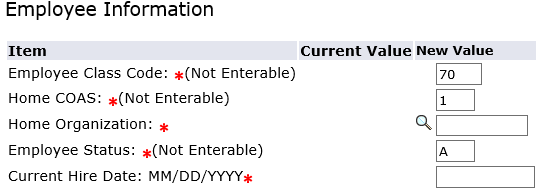 Employee Information
Item Current Value New Value
Employee Class Code: *(Not Enterable) 70
Home COAS: *(Not Enterable) 1
Home Organization: *
Employee Status: *(Not Enterable) A
Current Hire Date: MM/DD/YYYY*